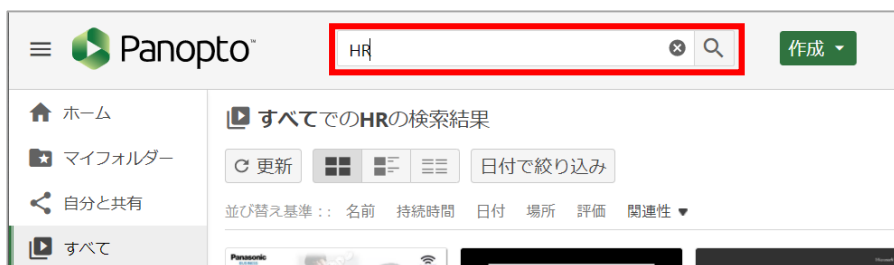 Panopto™
HR
作成
ホーム
マイフォルダー
自分と共有
すべて
すべてでのHRの検索結果
更新
日付で絞り込み
並び替え基準:: 名前 持続時間 日付 場所 評価 関連性 ▼
Panasonic
BUSINESS